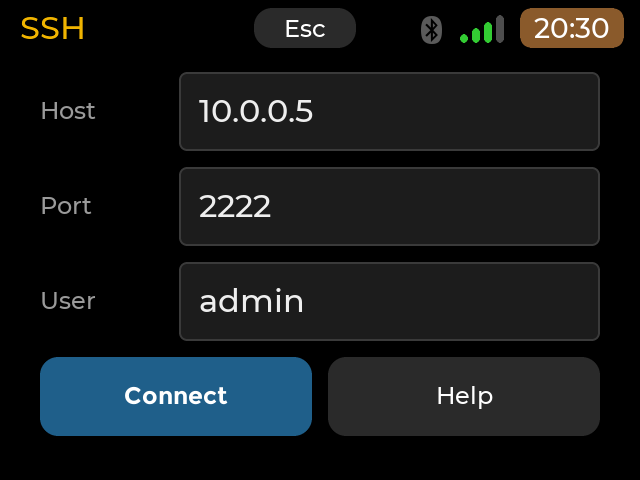 SSH
Esc
20:30
Host
10.0.0.5
Port
2222
User
admin
Connect
Help